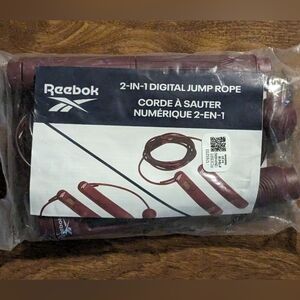 Reebok
2-IN-1 DIGITAL JUMP ROPE
CORDE À SAUTER
NUMÉRIQUE 2-EN-1